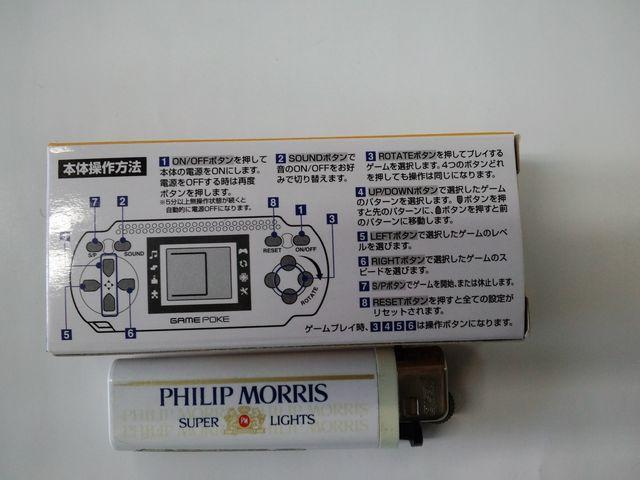 本体操作方法
1 ON/OFFボタンを押して
本体の電源をONにします。
電源をOFFする時は再度
ボタンを押します。
※5分以上無操作状態が続くと
自動的に電源OFFになります。
2 SOUNDボタンで
音のON/OFFをお好
みで切り替えます。
3 ROTATEボタンを押してプレイする
ゲームを選択します。4つのボタンどれ
を押しても操作は同じになります。
4 UP/DOWNボタンで選択したゲーム
のパターンを選択します。ボタンを押す
と先のパターンに、ボタンを押すと前の
パターンに移動します。
5 LEFTボタンで選択したゲームのレベ
ルを選びます。
6 RIGHTボタンで選択したゲームのス
ピードを選びます。
7 S/Pボタンでゲームを開始、または休止します。
8 RESETボタンを押すと全ての設定が
リセットされます。
ゲームプレイ時、3 4 5 6 は操作ボタンになります。
7 2 8 1 3
S/P SOUND RESET ON/OFF
ROTATE
4
5 6
GAME POKE
PHILIP MORRIS
PHILIP MORRIS PHILIP MORRIS
SUPER PM LIGHTS